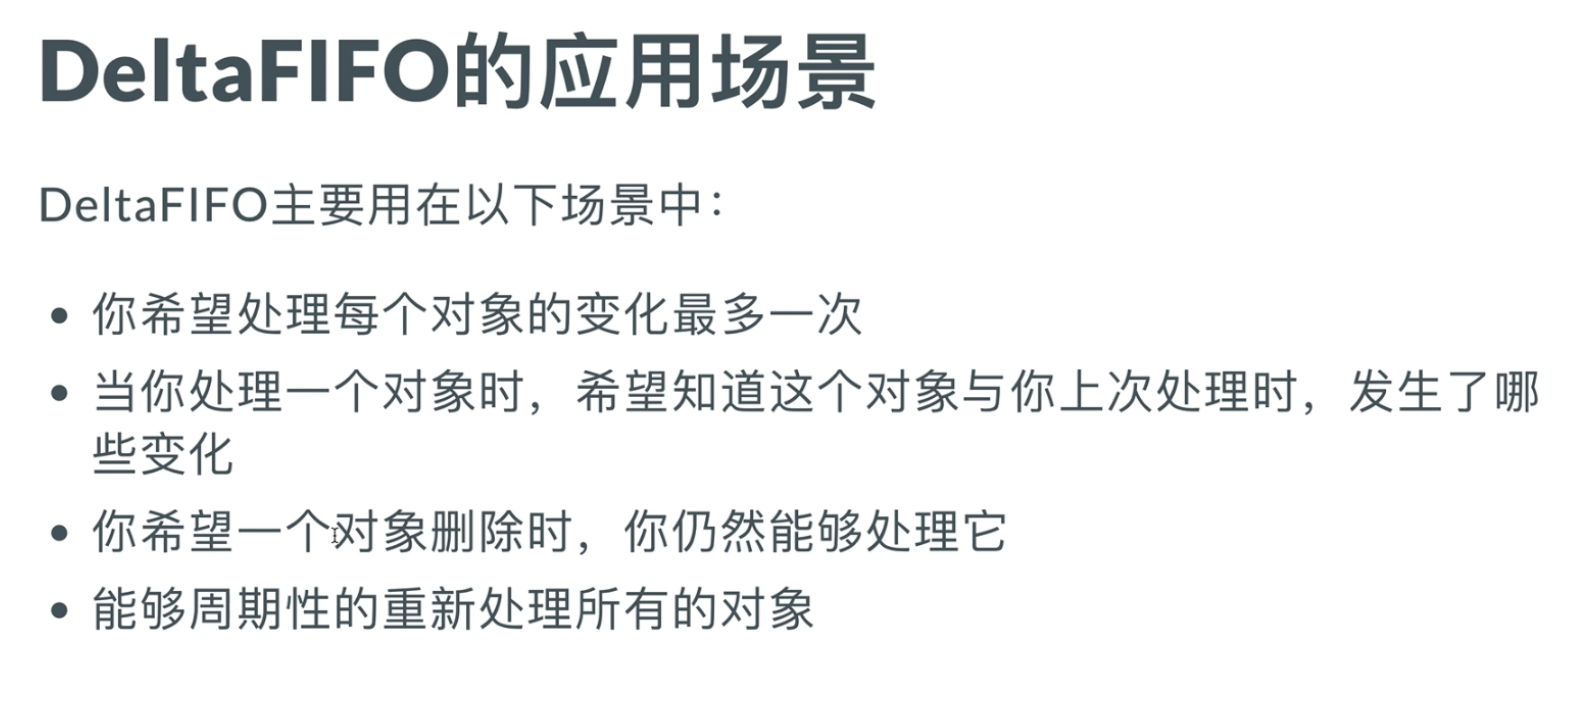 DeltaFIFO的应用场景
DeltaFIFO主要用在以下场景中：
• 你希望处理每个对象的变化最多一次
• 当你处理一个对象时，希望知道这个对象与你上次处理时，发生了哪
些变化
• 你希望一个对象删除时，你仍然能够处理它
• 能够周期性的重新处理所有的对象